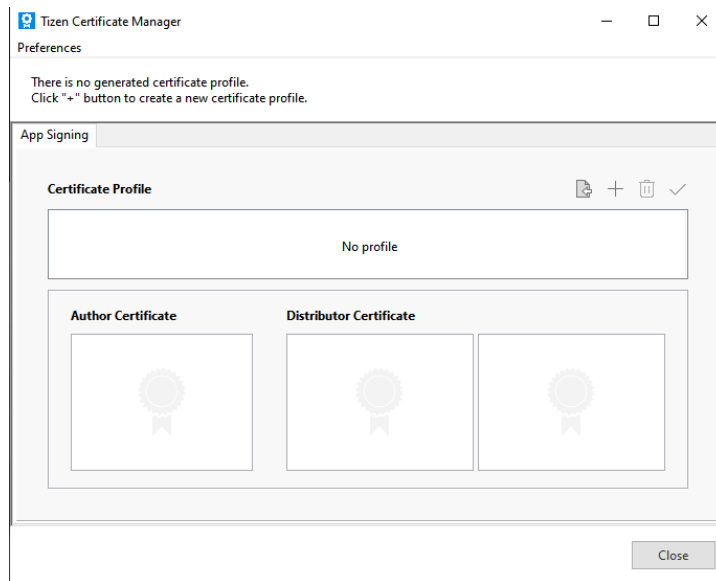 Tizen Certificate Manager
Preferences
There is no generated certificate profile.
Click "+" button to create a new certificate profile.
App Signing
Certificate Profile
No profile
Author Certificate
Distributor Certificate
Close